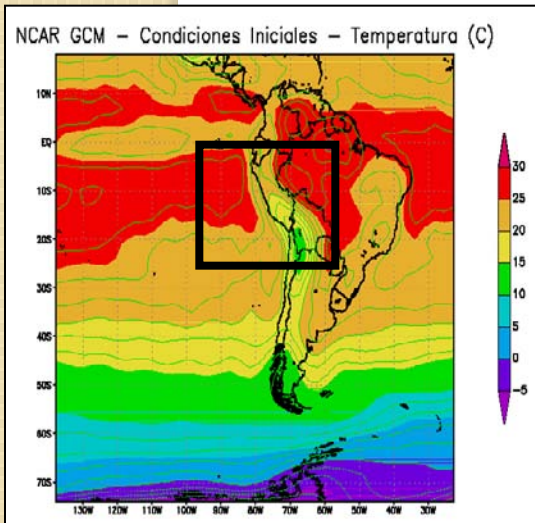 NCAR GCM – Condiciones Iniciales – Temperatura (C)
10N
EQ
10S
20S
30S
40S
50S
60S
70S
130W 120W 110W 100W 90W 80W 70W 60W 50W 40W 30W
30
25
20
15
10
5
0
−5